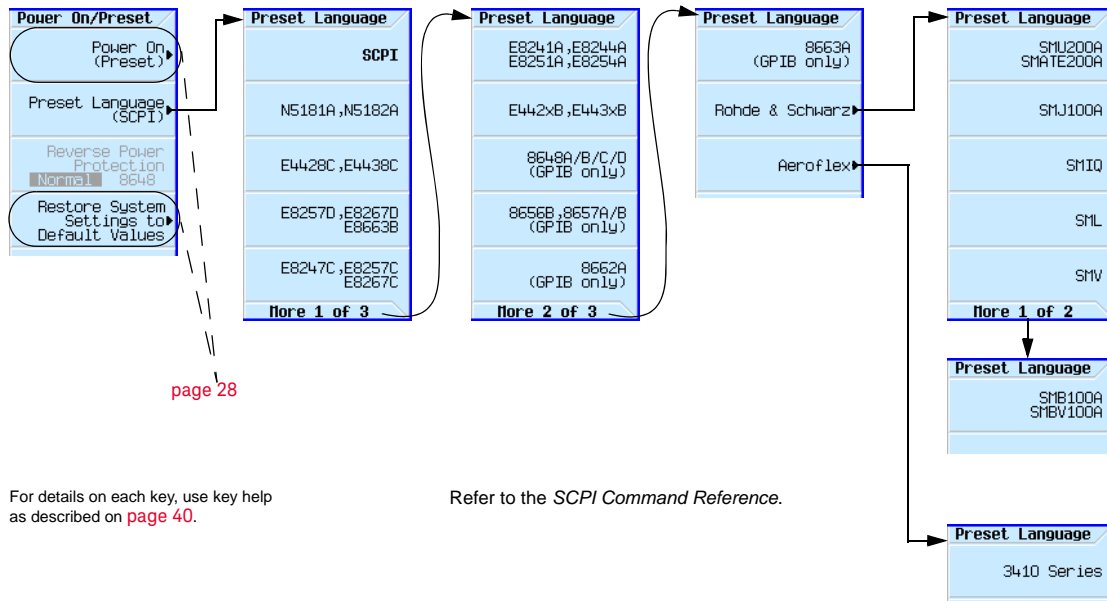 Power On/Preset
Power On
(Preset)
Preset Language
(SCPI)
Reverse Power
Protection
Normal 8648
Restore System
Settings to
Default Values
page 28
Preset Language
SCPI
N5181A,N5182A
E4428C,E4438C
E8257D,E8267D
E8663B
E8247C,E8257C
E8267C
More 1 of 3
Preset Language
E8241A,E8244A
E8251A,E8254A
E442xB,E443xB
8648A/B/C/D
(GPIB only)
8656B,8657A/B
(GPIB only)
8662A
(GPIB only)
More 2 of 3
Preset Language
8663A
(GPIB only)
Rohde & Schwarz
Aeroflex
Preset Language
SMU200A
SMATE200A
SMJ100A
SMIQ
SML
SMV
More 1 of 2
Preset Language
SMB100A
SMBV100A
Preset Language
3410 Series
For details on each key, use key help
as described on page 40.
Refer to the SCPI Command Reference.